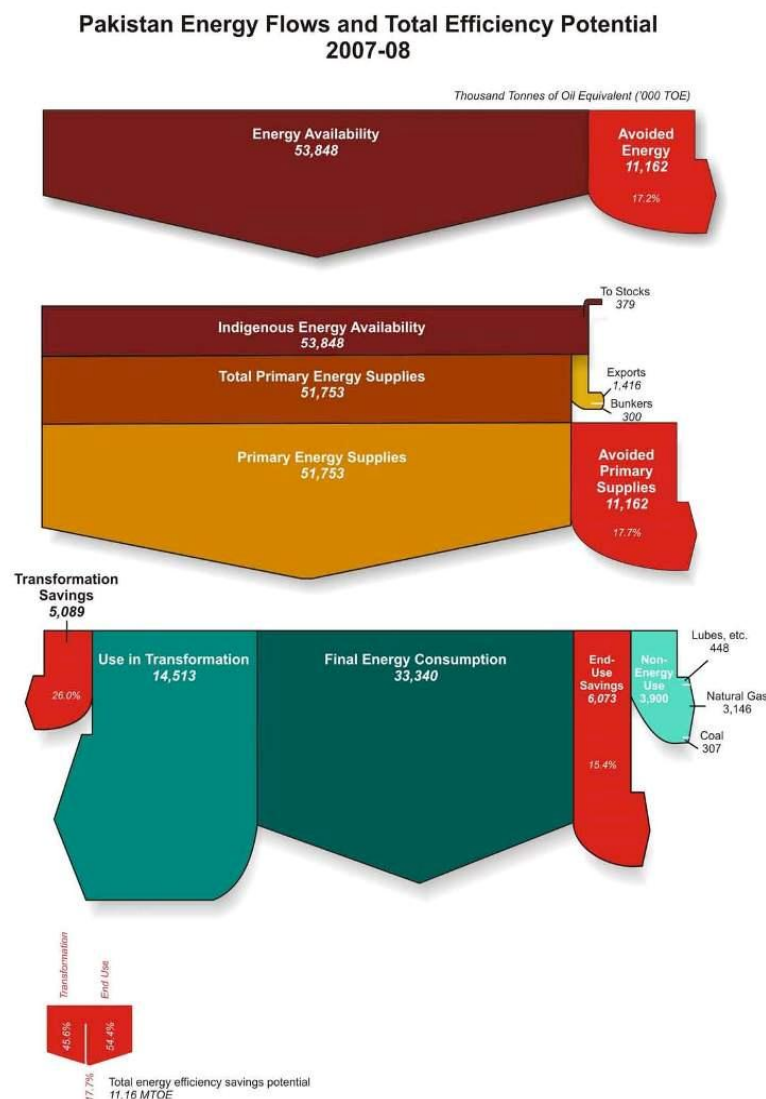 Pakistan Energy Flows and Total Efficiency Potential
2007-08
Thousand Tonnes of Oil Equivalent ('000 TOE)
Energy Availability
53,848
Avoided
Energy
11,162
17.2%
To Stocks
379
Indigenous Energy Availability
53,848
Total Primary Energy Supplies
51,753
Exports
1,416
Bunkers
300
Primary Energy Supplies
51,753
Avoided
Primary
Supplies
11,162
17.7%
Transformation
Savings
5,089
26.0%
Use in Transformation
14,513
Final Energy Consumption
33,340
End-
Use
Savings
6,073
15.4%
Non-
Energy
Use
3,900
Lubes, etc.
448
Natural Gas
3,146
Coal
307
Transformation
End Use
45.6%
54.4%
17.7%
Total energy efficiency savings potential
11.16 MTOE